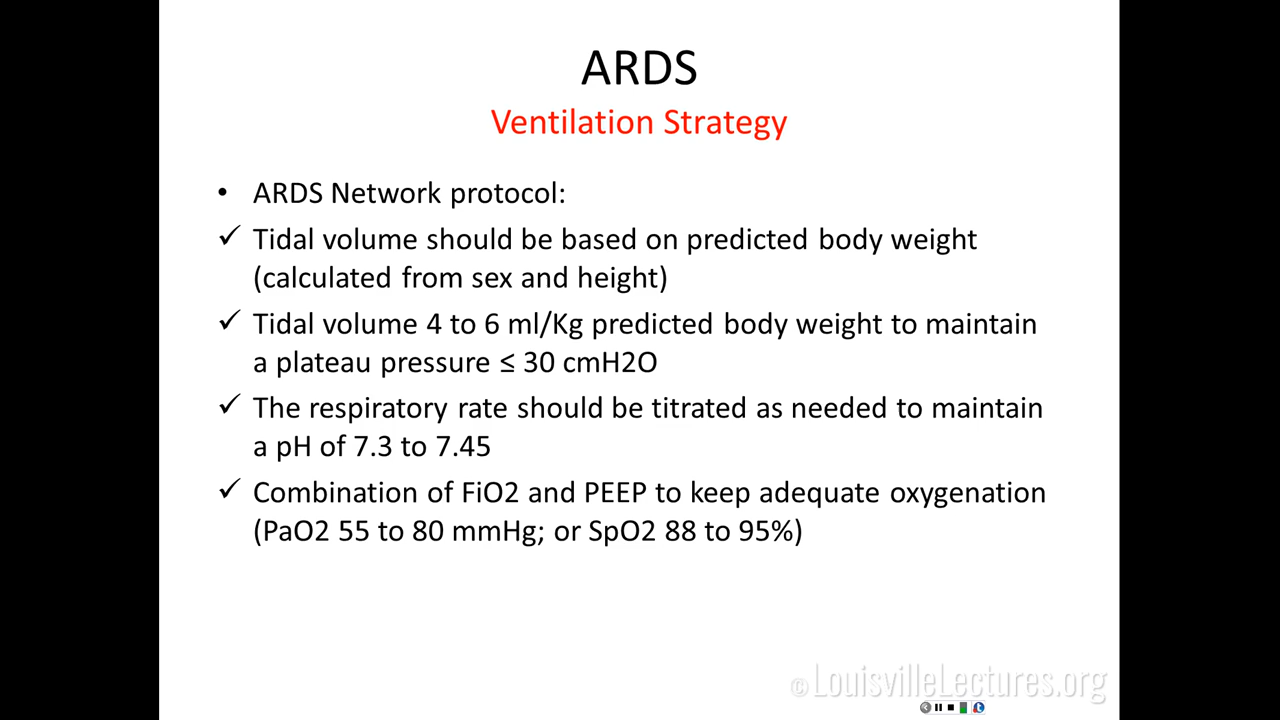 ARDS
Ventilation Strategy
• ARDS Network protocol:
✓ Tidal volume should be based on predicted body weight
(calculated from sex and height)
✓ Tidal volume 4 to 6 ml/Kg predicted body weight to maintain
a plateau pressure ≤ 30 cmH2O
✓ The respiratory rate should be titrated as needed to maintain
a pH of 7.3 to 7.45
✓ Combination of FiO2 and PEEP to keep adequate oxygenation
(PaO2 55 to 80 mmHg; or SpO2 88 to 95%)
©LouisvilleLectures.org